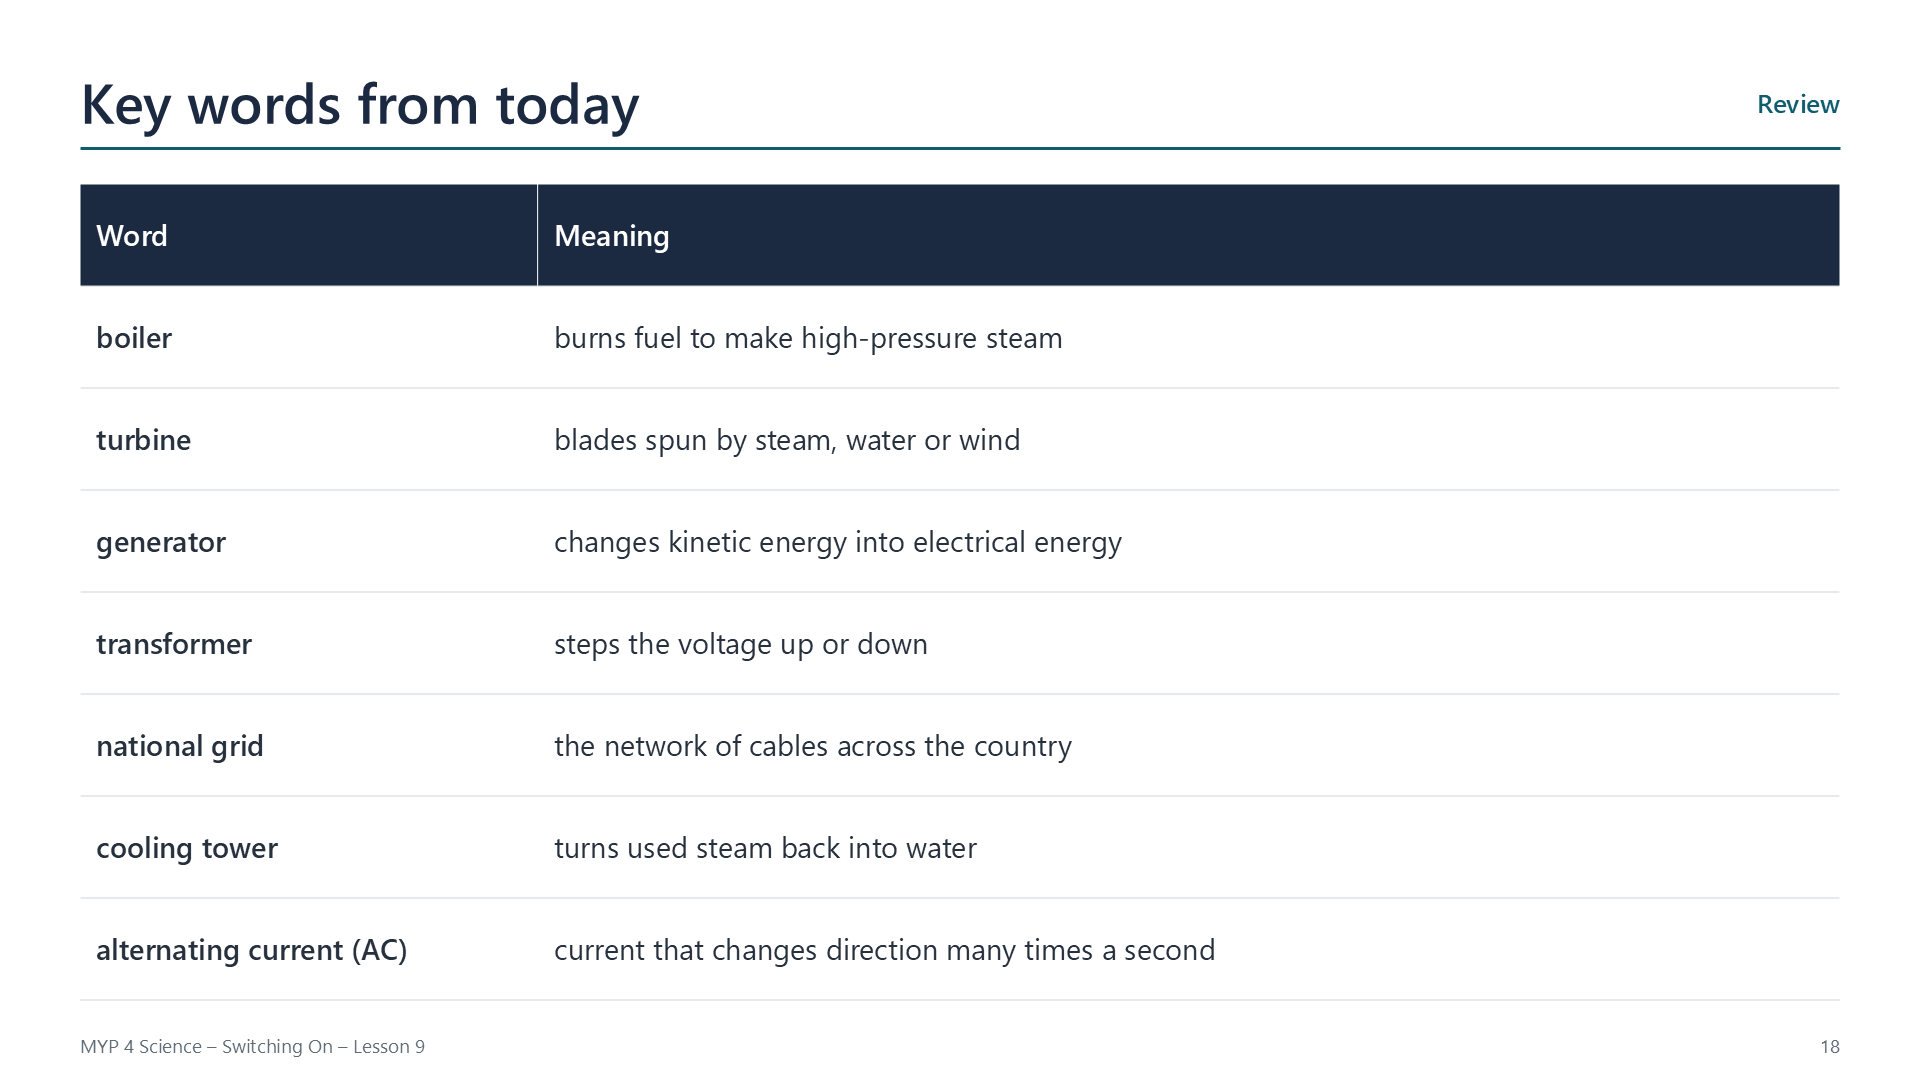 Key words from today
Review
Word Meaning
boiler burns fuel to make high-pressure steam
turbine blades spun by steam, water or wind
generator changes kinetic energy into electrical energy
transformer steps the voltage up or down
national grid the network of cables across the country
cooling tower turns used steam back into water
alternating current (AC) current that changes direction many times a second
MYP 4 Science – Switching On – Lesson 9
18